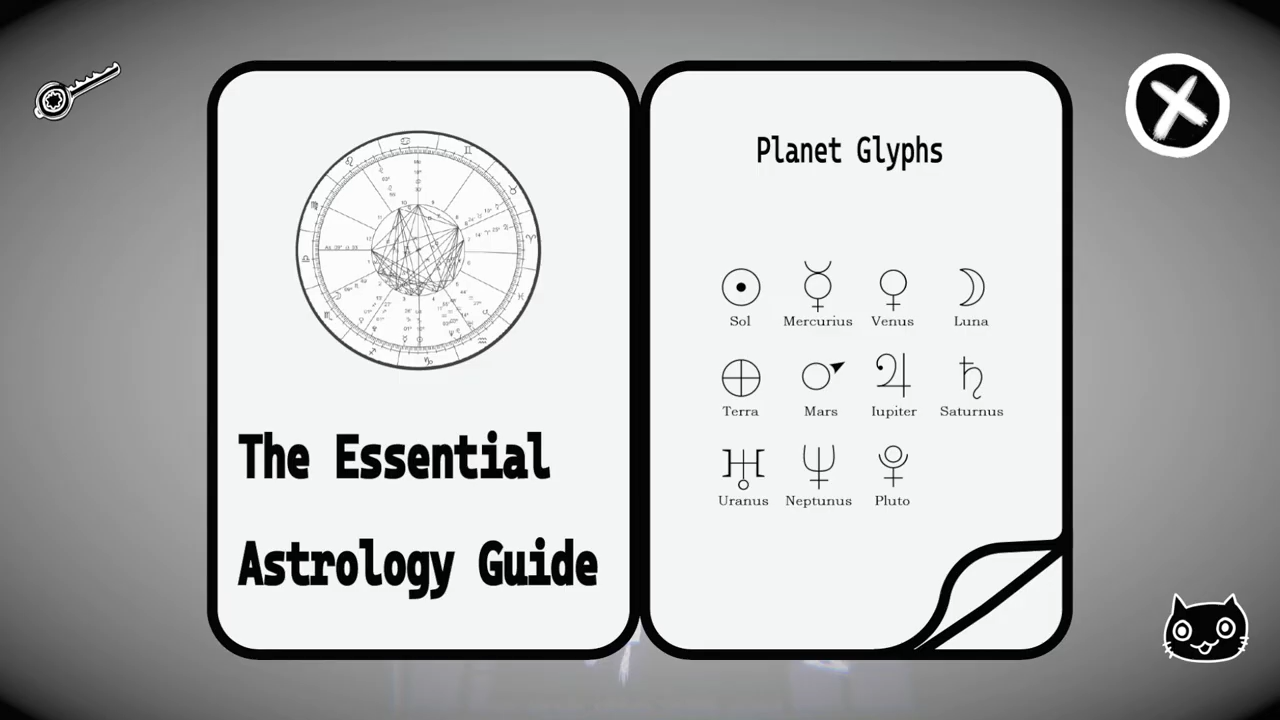 The Essential
Astrology Guide
Planet Glyphs
Sol Mercurius Venus Luna
Terra Mars Iupiter Saturnus
Uranus Neptunus Pluto